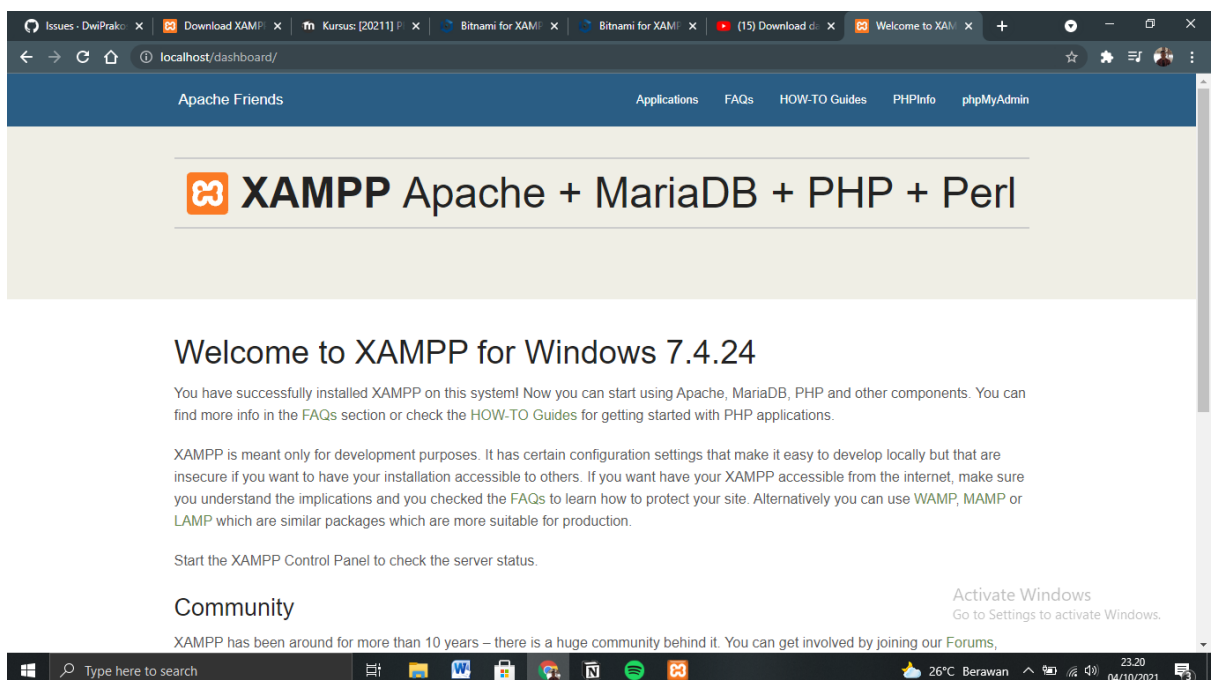 Issues · DwiPrako
Download XAMP
Kursus: [20211] P
Bitnami for XAMP
Bitnami for XAMP
(15) Download da
Welcome to XAM
localhost/dashboard/
Apache Friends
Applications FAQs HOW-TO Guides PHPInfo phpMyAdmin
XAMPP Apache + MariaDB + PHP + Perl
Welcome to XAMPP for Windows 7.4.24
You have successfully installed XAMPP on this system! Now you can start using Apache, MariaDB, PHP and other components. You can
find more info in the FAQs section or check the HOW-TO Guides for getting started with PHP applications.
XAMPP is meant only for development purposes. It has certain configuration settings that make it easy to develop locally but that are
insecure if you want to have your installation accessible to others. If you want have your XAMPP accessible from the internet, make sure
you understand the implications and you checked the FAQs to learn how to protect your site. Alternatively you can use WAMP, MAMP or
LAMP which are similar packages which are more suitable for production.
Start the XAMPP Control Panel to check the server status.
Community
XAMPP has been around for more than 10 years – there is a huge community behind it. You can get involved by joining our Forums,
Activate Windows
Go to Settings to activate Windows.
Type here to search
26°C Berawan
23.20
04/10/2021
3